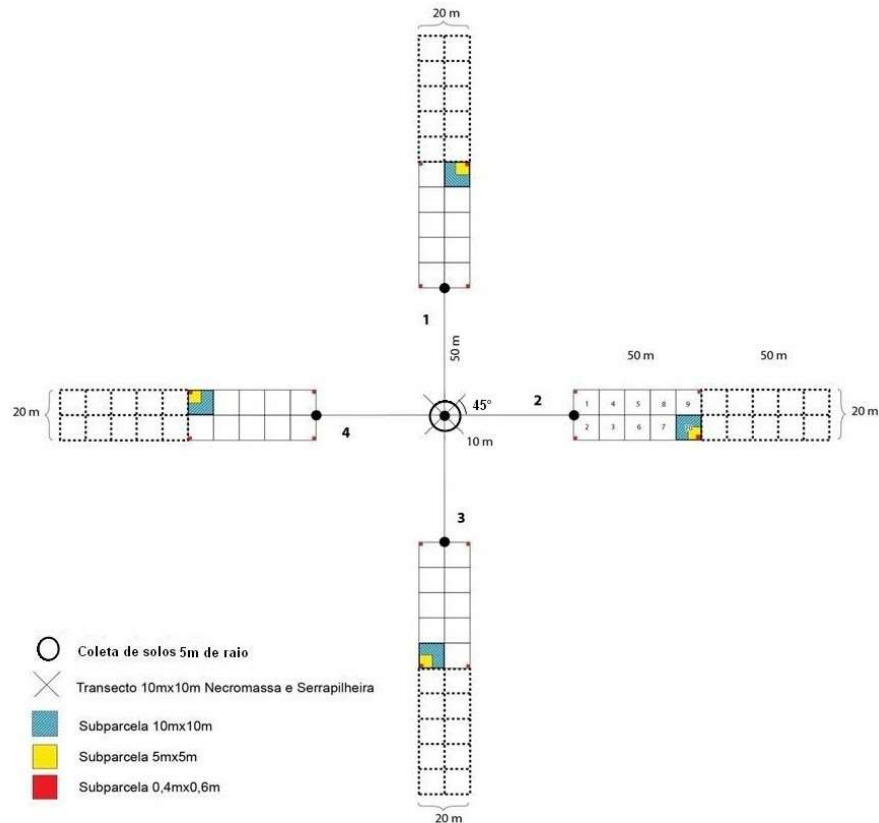 20 m
1
50 m
50 m
50 m
45°
2
20 m
1 4 5 8 9
2 3 6 7
20 m
4
10 m
3
Coleta de solos 5m de raio
Transecto 10mx10m Necromassa e Serrapilheira
Subparcela 10mx10m
Subparcela 5mx5m
Subparcela 0,4mx0,6m
20 m